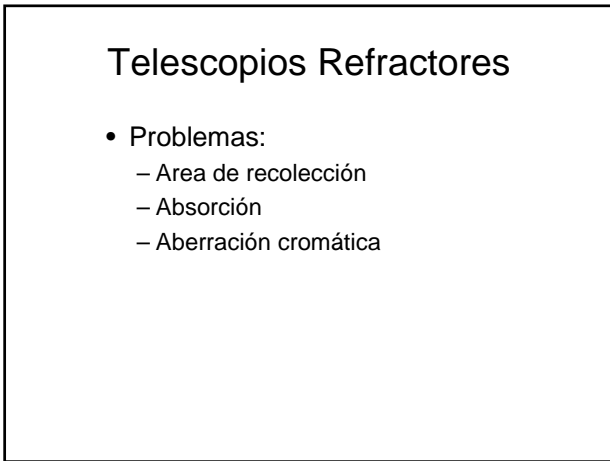 Telescopios Refractores
• Problemas:
– Area de recolección
– Absorción
– Aberración cromática